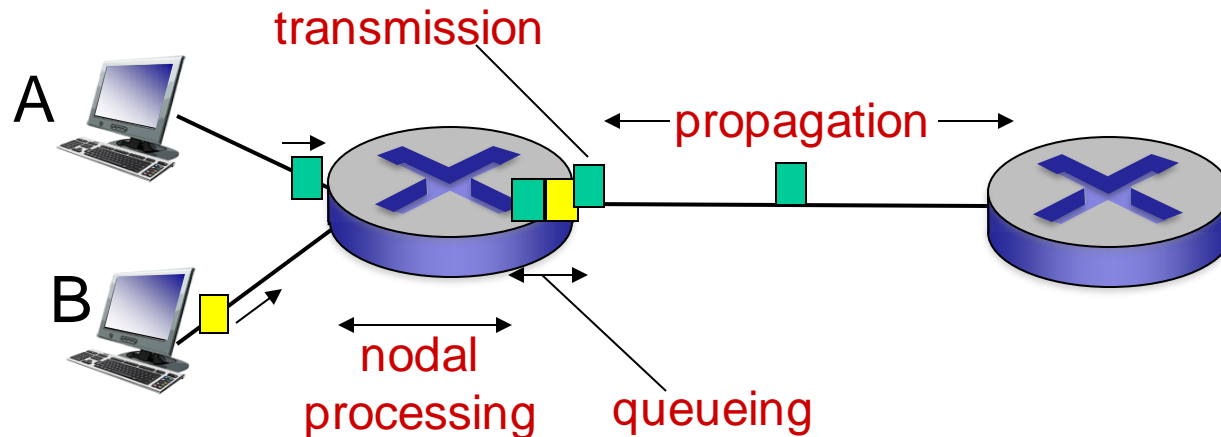 transmission
A
propagation
B
nodal
processing
queueing